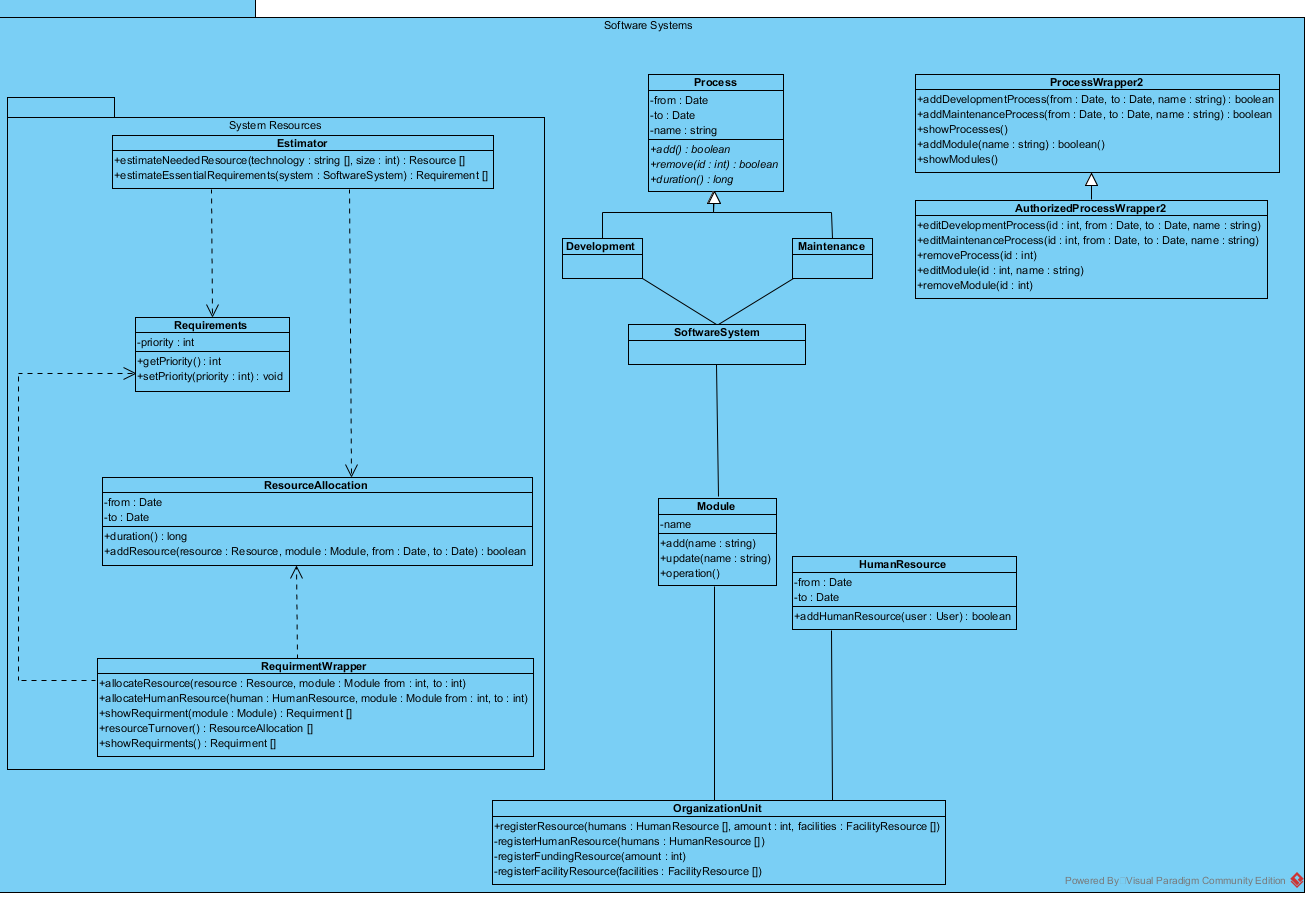 Software Systems
System Resources
Estimator
+estimateNeededResource(technology : string [], size : int) : Resource []
+estimateEssentialRequirements(system : SoftwareSystem) : Requirement []
Requirements
-priority : int
+getPriority() : int
+setPriority(priority : int) : void
ResourceAllocation
-from : Date
-to : Date
+duration() : long
+addResource(resource : Resource, module : Module, from : Date, to : Date) : boolean
RequirmentWrapper
+allocateResource(resource : Resource, module : Module from : int, to : int)
+allocateHumanResource(human : HumanResource, module : Module from : int, to : int)
+showRequirment(module : Module) : Requirment []
+resourceTurnover() : ResourceAllocation []
+showRequirments() : Requirment []
Process
-from : Date
-to : Date
-name : string
+add() : boolean
+remove(id : int) : boolean
+duration() : long
Development
Maintenance
SoftwareSystem
Module
-name
+add(name : string)
+update(name : string)
+operation()
HumanResource
-from : Date
-to : Date
+addHumanResource(user : User) : boolean
OrganizationUnit
+registerResource(humans : HumanResource [], amount : int, facilities : FacilityResource [])
-registerHumanResource(humans : HumanResource [])
-registerFundingResource(amount : int)
-registerFacilityResource(facilities : FacilityResource [])
ProcessWrapper2
+addDevelopmentProcess(from : Date, to : Date, name : string) : boolean
+addMaintenanceProcess(from : Date, to : Date, name : string) : boolean
+showProcesses()
+addModule(name : string) : boolean()
+showModules()
AuthorizedProcessWrapper2
+editDevelopmentProcess(id : int, from : Date, to : Date, name : string)
+editMaintenanceProcess(id : int, from : Date, to : Date, name : string)
+removeProcess(id : int)
+editModule(id : int, name : string)
+removeModule(id : int)
Powered By Visual Paradigm Community Edition